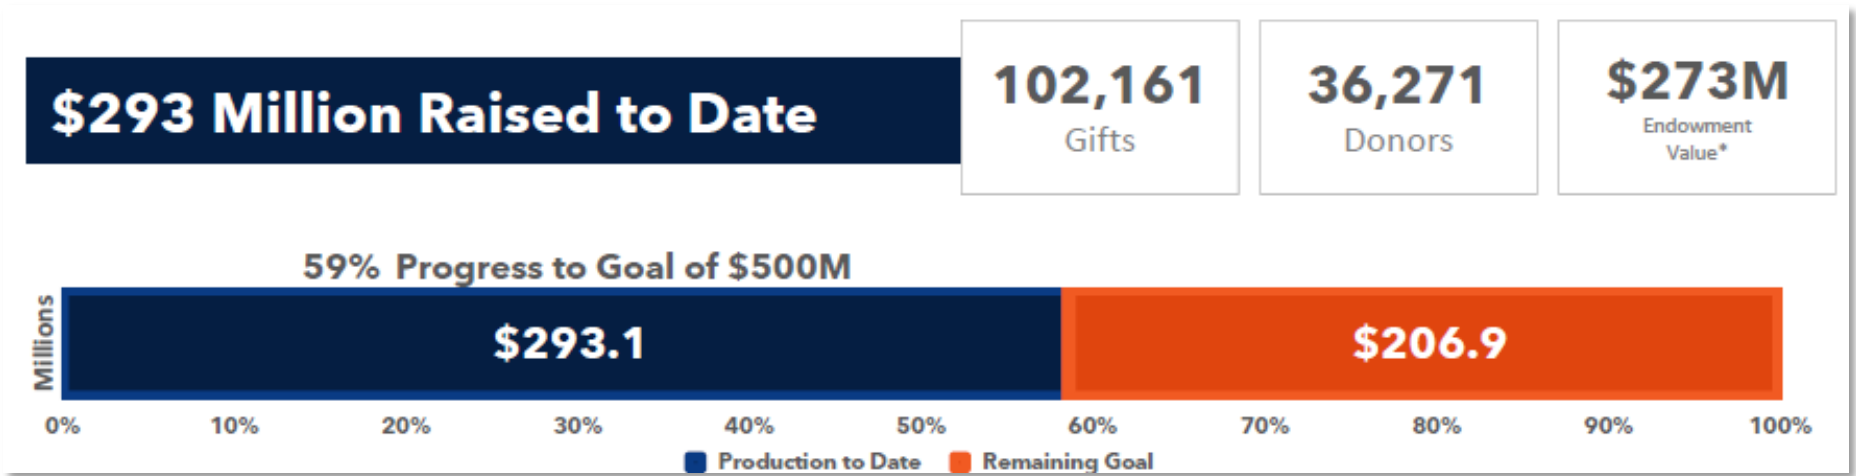 $293 Million Raised to Date
102,161
Gifts
36,271
Donors
$273M
Endowment
Value*
59% Progress to Goal of $500M
Millions
$293.1
$206.9
0% 10% 20% 30% 40% 50% 60% 70% 80% 90% 100%
Production to Date Remaining Goal